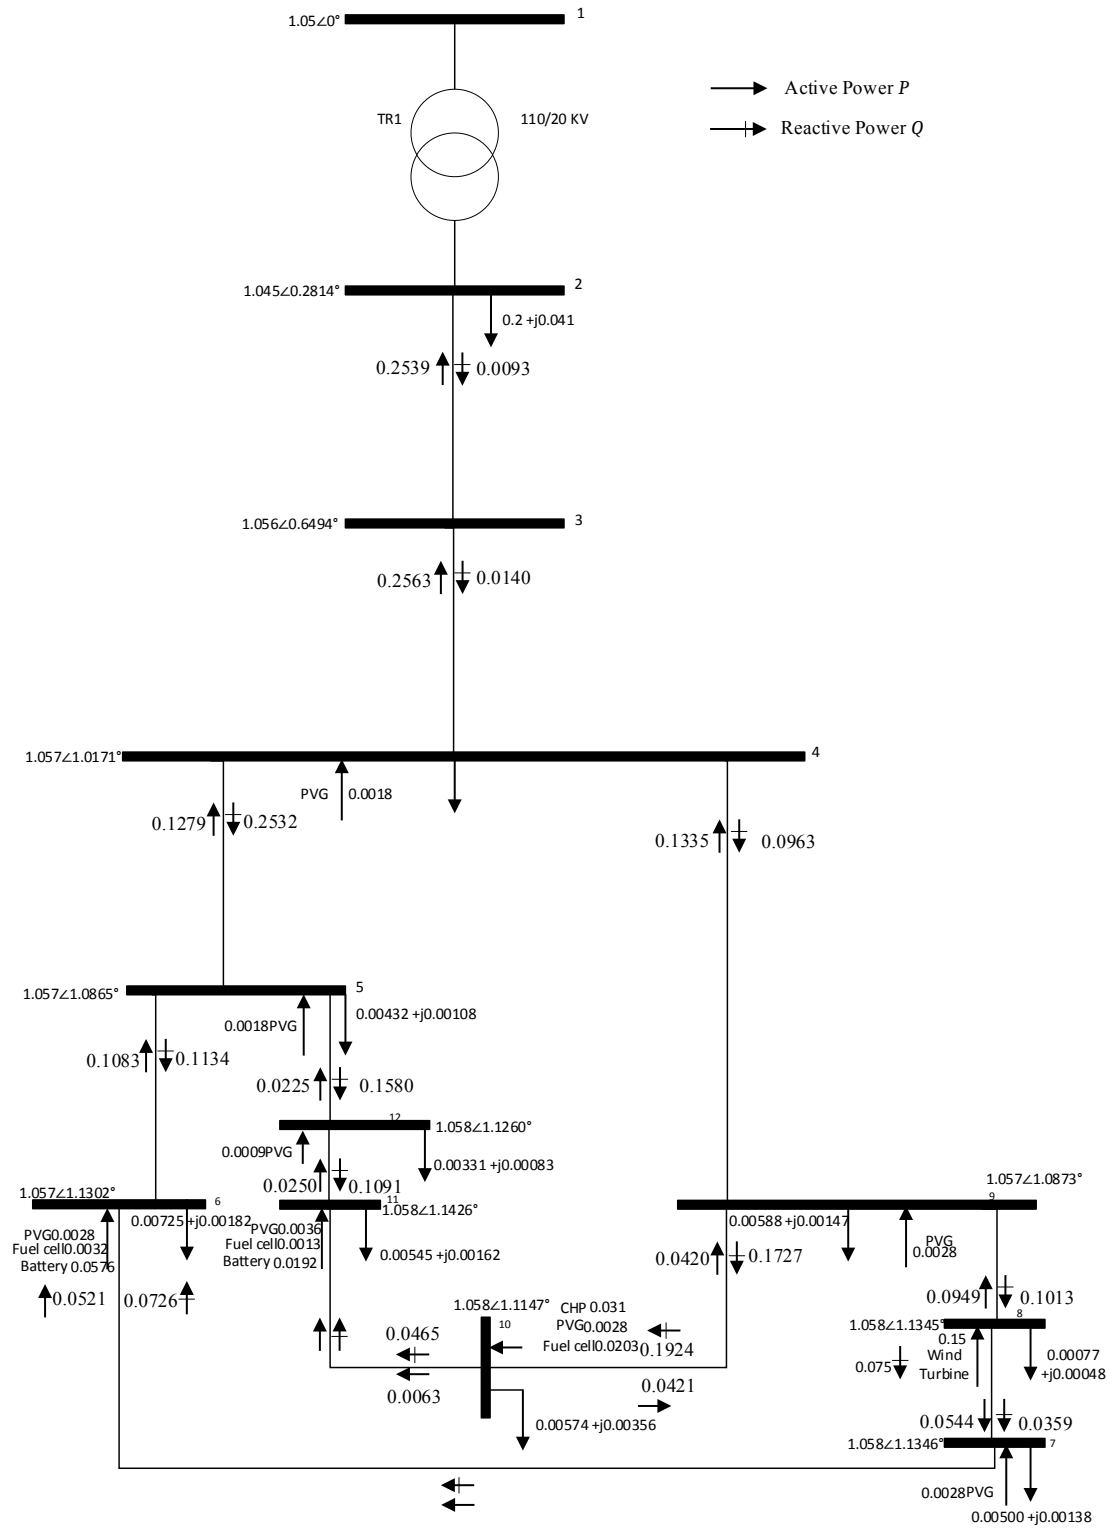 1
1.05∠0°
Active Power P
TR1
110/20 KV
Reactive Power Q
2
1.045∠0.2814°
0.2 +j0.041
0.2539
0.0093
3
1.056∠0.6494°
0.2563
0.0140
4
1.057∠1.0171°
PVG
0.0018
0.1279
0.2532
0.1335
0.0963
5
1.057∠1.0865°
0.00432 +j0.00108
0.0018PVG
0.1083
0.1134
0.0225
0.1580
12
1.058∠1.1260°
0.0009PVG
0.00331 +j0.00083
0.0250
0.1091
1.057∠1.0873°
9
1.057∠1.1302°
6
11
1.058∠1.1426°
0.00725 +j0.00182
PVG0.0028
Fuel cell0.0032
Battery 0.0576
PVG0.0036
Fuel cell0.0013
Battery 0.0192
0.00545 +j0.00162
0.00588 +j0.00147
PVG
0.0028
0.0420
0.1727
0.0521
0.0726
0.0949
0.1013
1.058∠1.1147°
10
CHP 0.031
PVG0.0028
Fuel cell0.0203
0.1924
0.0465
0.0063
0.0421
0.00574 +j0.00356
8
1.058∠1.1345°
0.15
Wind
Turbine
0.075
0.00077
+j0.00048
0.0544
0.0359
1.058∠1.1346°
7
0.0028PVG
0.00500 +j0.00138